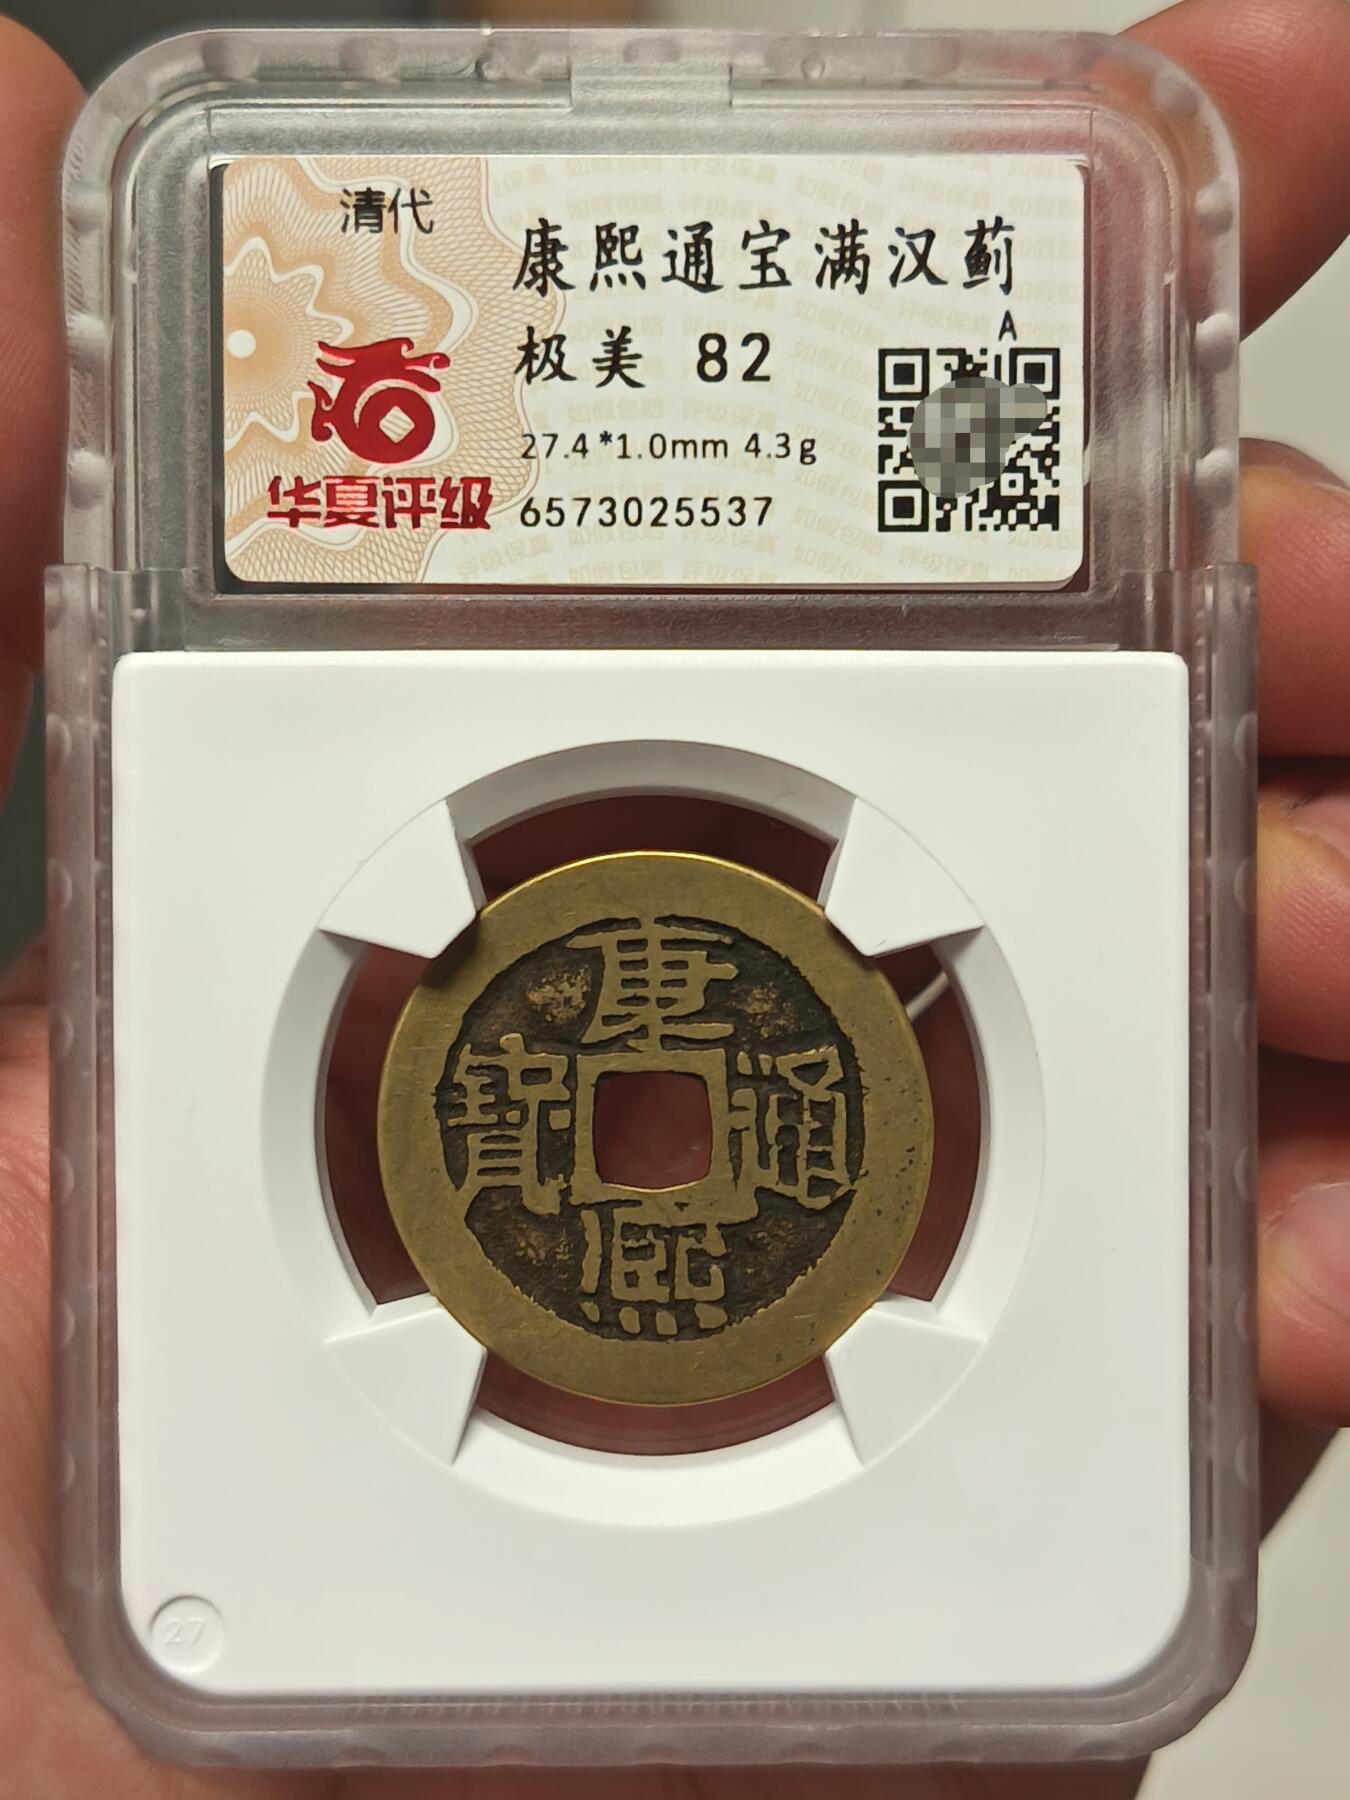 清代
康熙通宝满汉蓟
A
极美 82
27.4*1.0mm 4.3g
华夏评级
6573025537
康
寶 通
熙
27